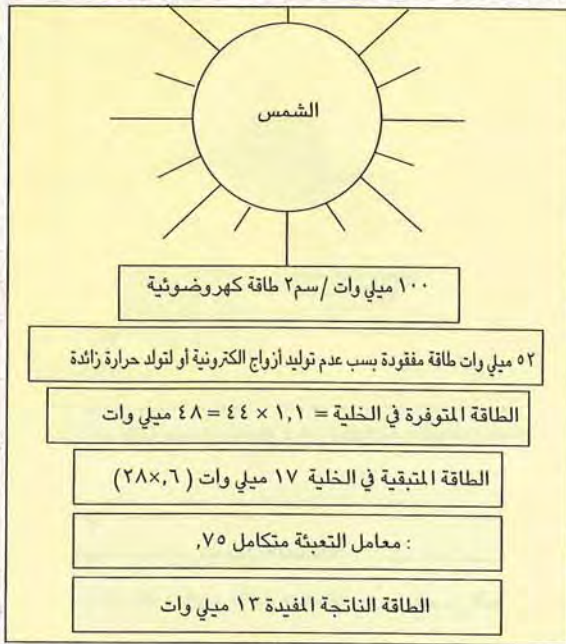 الشمس
١٠٠ ميلي وات /سم٢ طاقة كهروضوئية
٥٢ ميلي وات طاقة مفقودة بسب عدم توليد أزواج الكترونية أو لتولد حرارة زائدة
الطاقة المتوفرة في الخلية = ١,١ × ٤٤ = ٤٨ ميلي وات
الطاقة المتبقية في الخلية ١٧ ميلي وات ( ٦,×٢٨)
: معامل التعبئة متكامل ٧٥,
الطاقة الناتجة المفيدة ١٣ ميلي وات